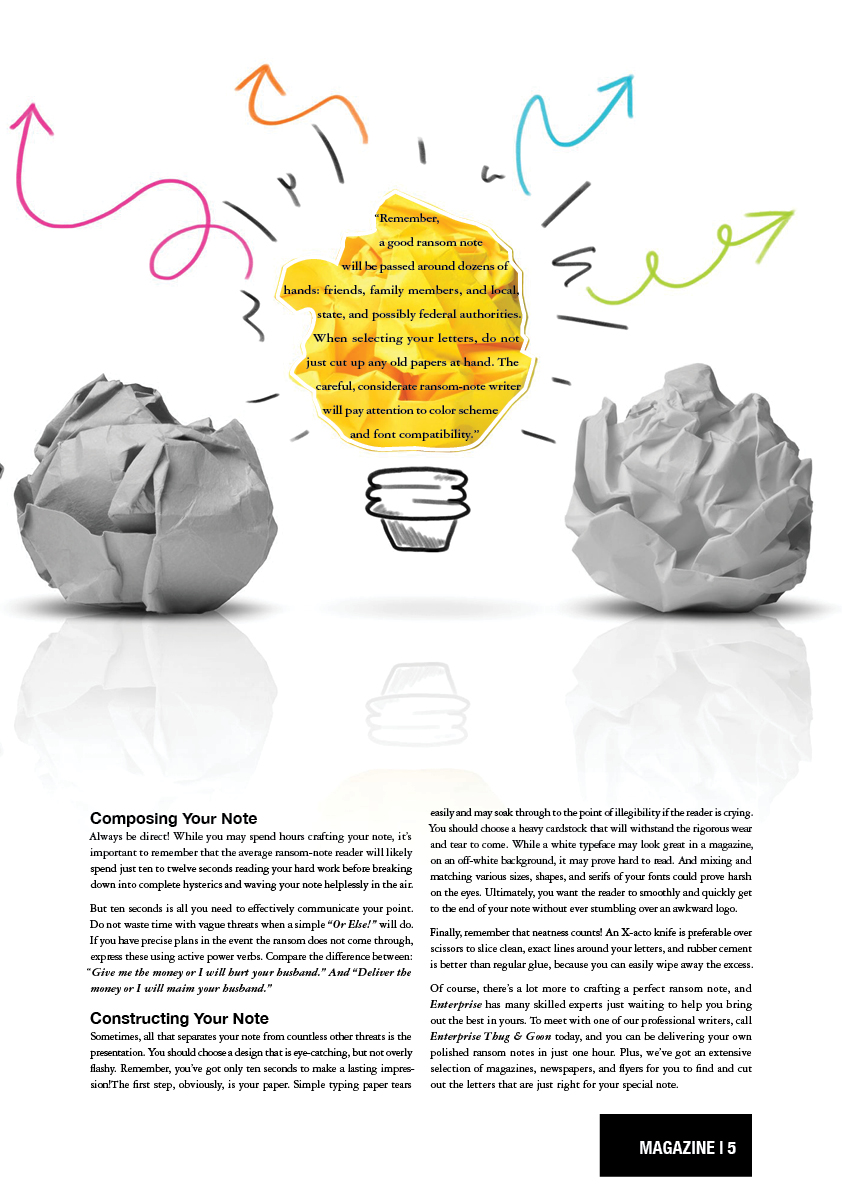 “Remember,
a good ransom note
will be passed around dozens of
hands: friends, family members, and local,
state, and possibly federal authorities.
When selecting your letters, do not
just cut up any old papers at hand. The
careful, considerate ransom-note writer
will pay attention to color scheme
and font compatibility.”
Composing Your Note
Always be direct! While you may spend hours crafting your note, it’s
important to remember that the average ransom-note reader will likely
spend just ten to twelve seconds reading your hard work before breaking
down into complete hysterics and waving your note helplessly in the air.
But ten seconds is all you need to effectively communicate your point.
Do not waste time with vague threats when a simple “Or Else!” will do.
If you have precise plans in the event the ransom does not come through,
express these using active power verbs. Compare the difference between:
“Give me the money or I will hurt your husband.” And “Deliver the
money or I will maim your husband.”
Constructing Your Note
Sometimes, all that separates your note from countless other threats is the
presentation. You should choose a design that is eye-catching, but not overly
flashy. Remember, you’ve got only ten seconds to make a lasting impres-
sion!The first step, obviously, is your paper. Simple typing paper tears
easily and may soak through to the point of illegibility if the reader is crying.
You should choose a heavy cardstock that will withstand the rigorous wear
and tear to come. While a white typeface may look great in a magazine,
on an off-white background, it may prove hard to read. And mixing and
matching various sizes, shapes, and serifs of your fonts could prove harsh
on the eyes. Ultimately, you want the reader to smoothly and quickly get
to the end of your note without ever stumbling over an awkward logo.
Finally, remember that neatness counts! An X-acto knife is preferable over
scissors to slice clean, exact lines around your letters, and rubber cement
is better than regular glue, because you can easily wipe away the excess.
Of course, there’s a lot more to crafting a perfect ransom note, and
Enterprise has many skilled experts just waiting to help you bring
out the best in yours. To meet with one of our professional writers, call
Enterprise Thug & Goon today, and you can be delivering your own
polished ransom notes in just one hour. Plus, we’ve got an extensive
selection of magazines, newspapers, and flyers for you to find and cut
out the letters that are just right for your special note.
MAGAZINE | 5